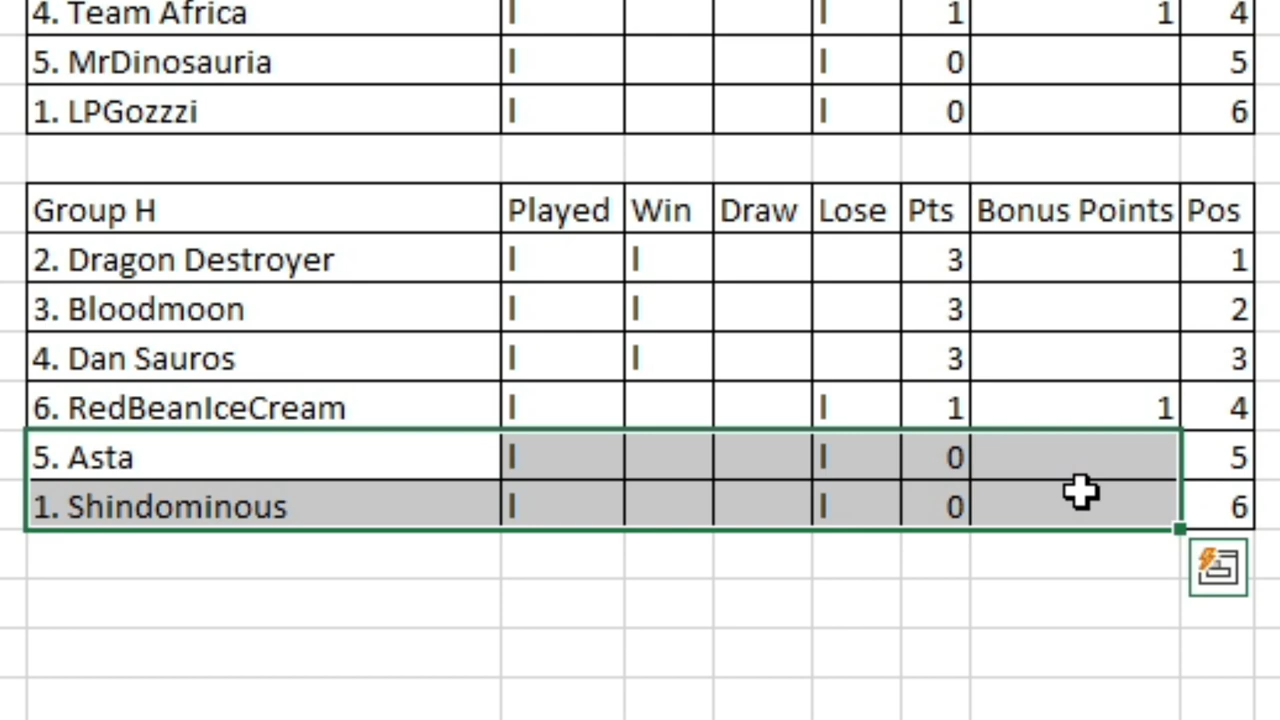 4. Team Africa I I 1 1 4
5. MrDinosauria I I 0 5
1. LPGozzzi I I 0 6
Group H Played Win Draw Lose Pts Bonus Points Pos
2. Dragon Destroyer I I 3 1
3. Bloodmoon I I 3 2
4. Dan Sauros I I 3 3
6. RedBeanIceCream I I 1 1 4
5. Asta I I 0 5
1. Shindominous I I 0 6